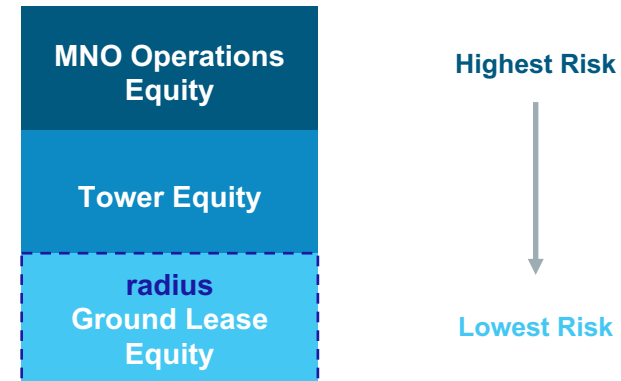 MNO Operations
Equity
Highest Risk
Tower Equity
radius
Ground Lease
Equity
Lowest Risk